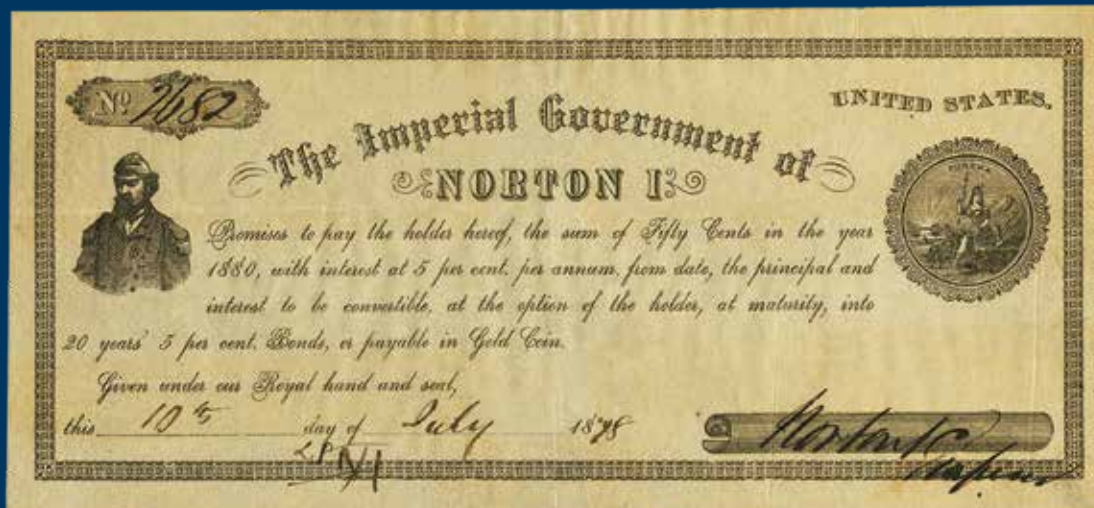 No 2682
UNITED STATES.
The Imperial Government of
NORTON I
Promises to pay the holder hereof, the sum of Fifty Cents in the year
1880, with interest at 5 per cent. per annum, from date, the principal and
interest to be convertible, at the option of the holder, at maturity, into
20 years' 5 per cent. Bonds, or payable in Gold Coin.
Given under our Royal hand and seal,
this 10th day of July 1878
Norton I